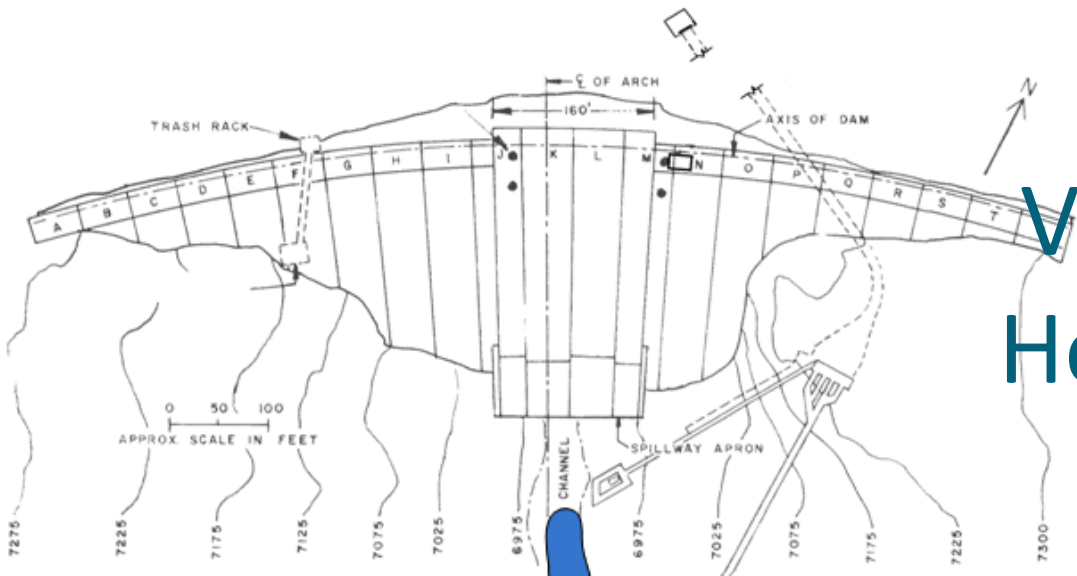 ℄ OF ARCH
160'
N
TRASH RACK
AXIS OF DAM
A B C D E F G H I J K L M N O P Q R S T
V
He
0 50 100
APPROX. SCALE IN FEET
SPILLWAY APRON
CHANNEL
7275 7225 7175 7125 7075 7025 6975 6975 7025 7075 7175 7225 7300